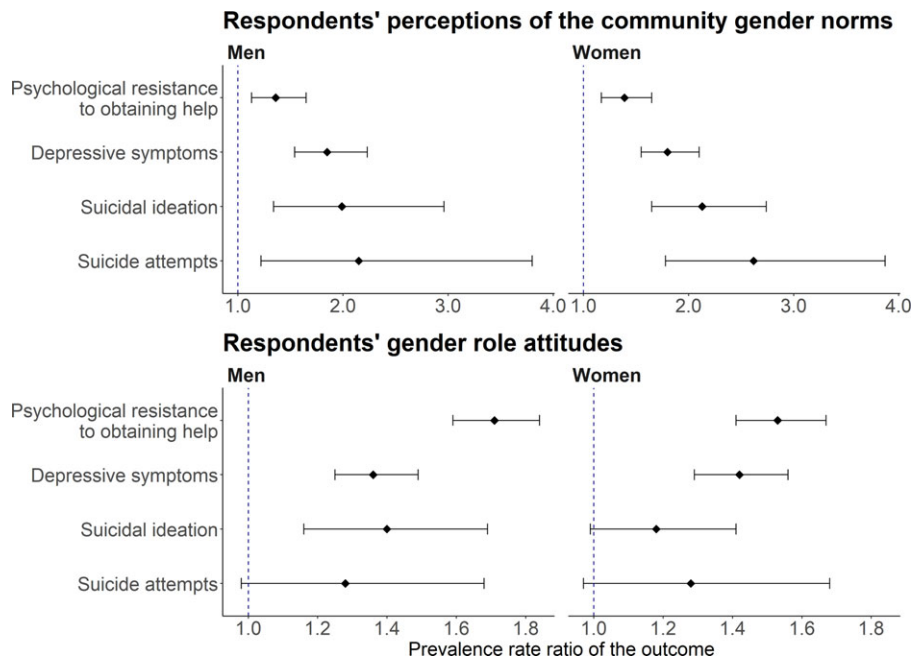 Respondents' perceptions of the community gender norms
Men
Women
Psychological resistance
to obtaining help
Depressive symptoms
Suicidal ideation
Suicide attempts
1.0 2.0 3.0 4.0
1.0 2.0 3.0 4.0
Respondents' gender role attitudes
Men
Women
Psychological resistance
to obtaining help
Depressive symptoms
Suicidal ideation
Suicide attempts
1.0 1.2 1.4 1.6 1.8
1.0 1.2 1.4 1.6 1.8
Prevalence rate ratio of the outcome